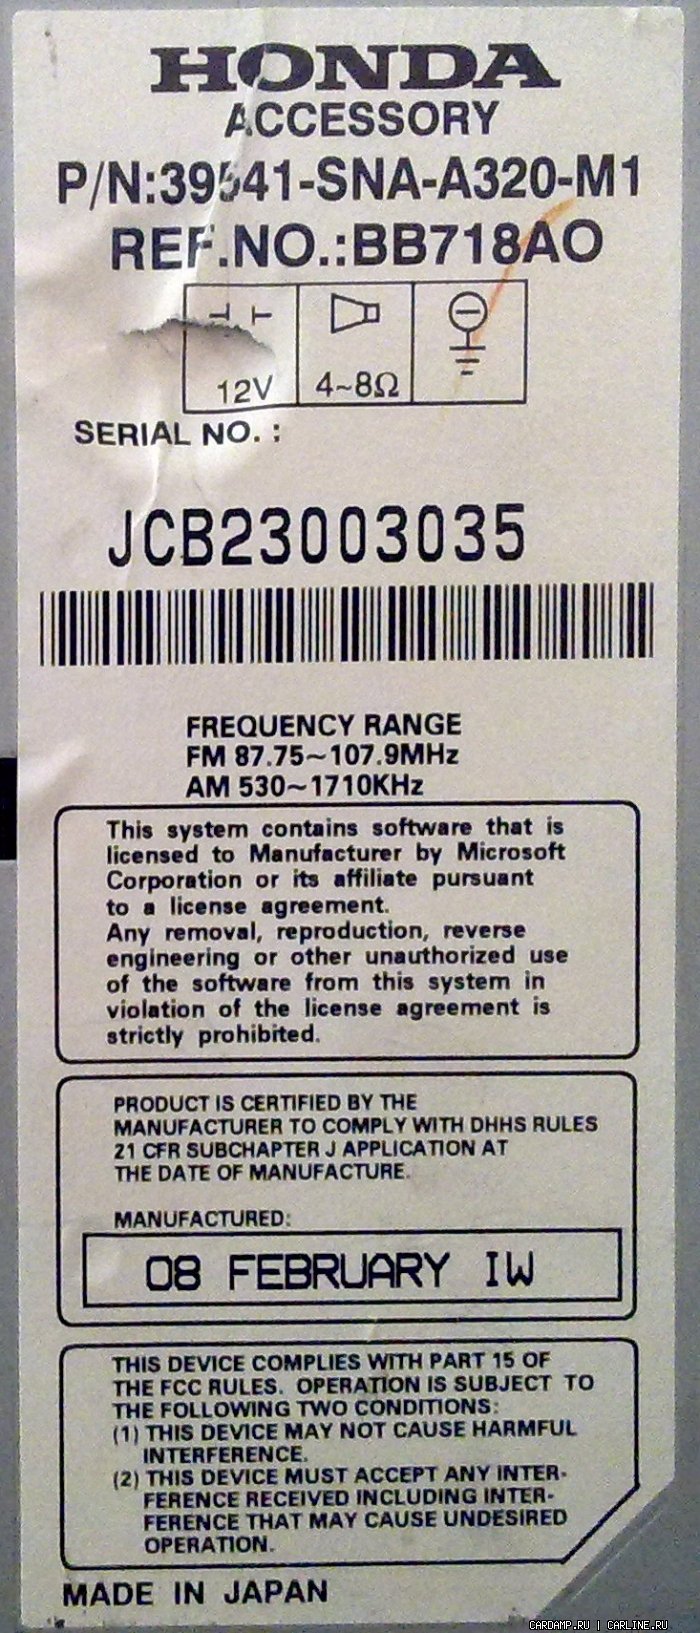 HONDA
ACCESSORY
P/N:39541-SNA-A320-M1
REF.NO.:BB718AO
12V 4~8Ω
SERIAL NO. :
JCB23003035
FREQUENCY RANGE
FM 87.75~107.9MHz
AM 530~1710KHz
This system contains software that is
licensed to Manufacturer by Microsoft
Corporation or its affiliate pursuant
to a license agreement.
Any removal, reproduction, reverse
engineering or other unauthorized use
of the software from this system in
violation of the license agreement is
strictly prohibited.
PRODUCT IS CERTIFIED BY THE
MANUFACTURER TO COMPLY WITH DHHS RULES
21 CFR SUBCHAPTER J APPLICATION AT
THE DATE OF MANUFACTURE.
MANUFACTURED:
08 FEBRUARY IW
THIS DEVICE COMPLIES WITH PART 15 OF
THE FCC RULES. OPERATION IS SUBJECT TO
THE FOLLOWING TWO CONDITIONS:
(1) THIS DEVICE MAY NOT CAUSE HARMFUL
INTERFERENCE.
(2) THIS DEVICE MUST ACCEPT ANY INTER-
FERENCE RECEIVED INCLUDING INTER-
FERENCE THAT MAY CAUSE UNDESIRED
OPERATION.
MADE IN JAPAN
CARDAMP.RU | CARLINE.RU